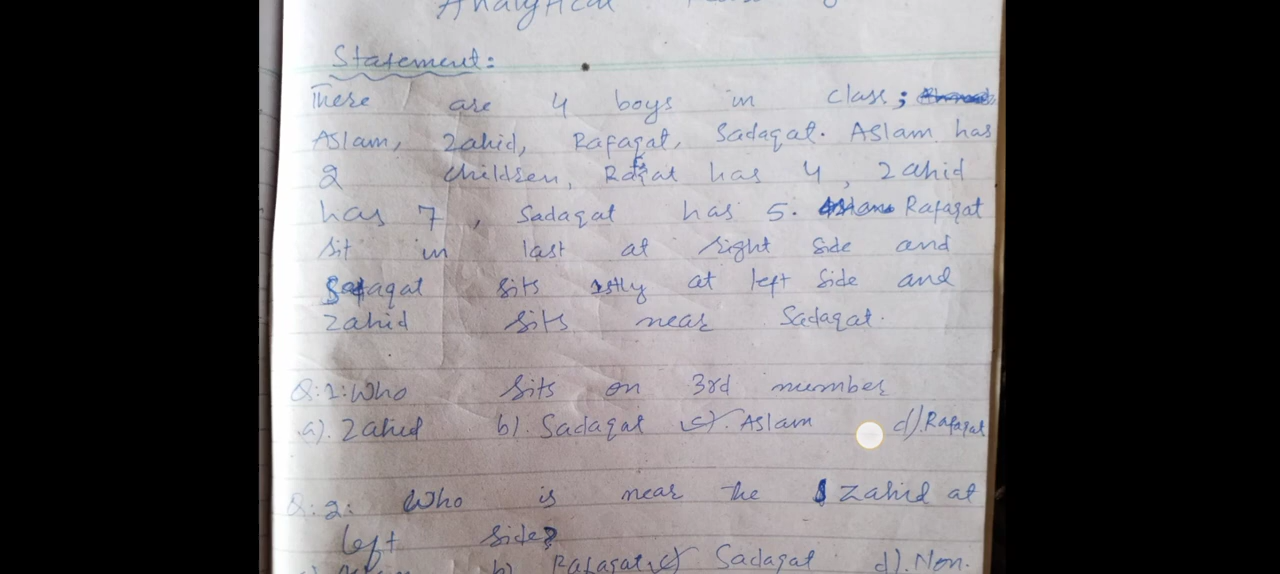 Analytical
Statement:
There are 4 boys in class;
Aslam, Zahid, Rafaqat, Sadaqat. Aslam has
2 children, Rafat has 4, Zahid
has 7, Sadaqat has 5. Rafaqat
sit in last at right side and
Sadaqat sits 1stly at left side and
Zahid sits near Sadaqat.
Q:1: Who sits on 3rd number
a). Zahid b). Sadaqat c). Aslam d). Rafaqat
Q:2: Who is near the Zahid at
left side?
b) Rafaqat c) Sadaqat d). Non.